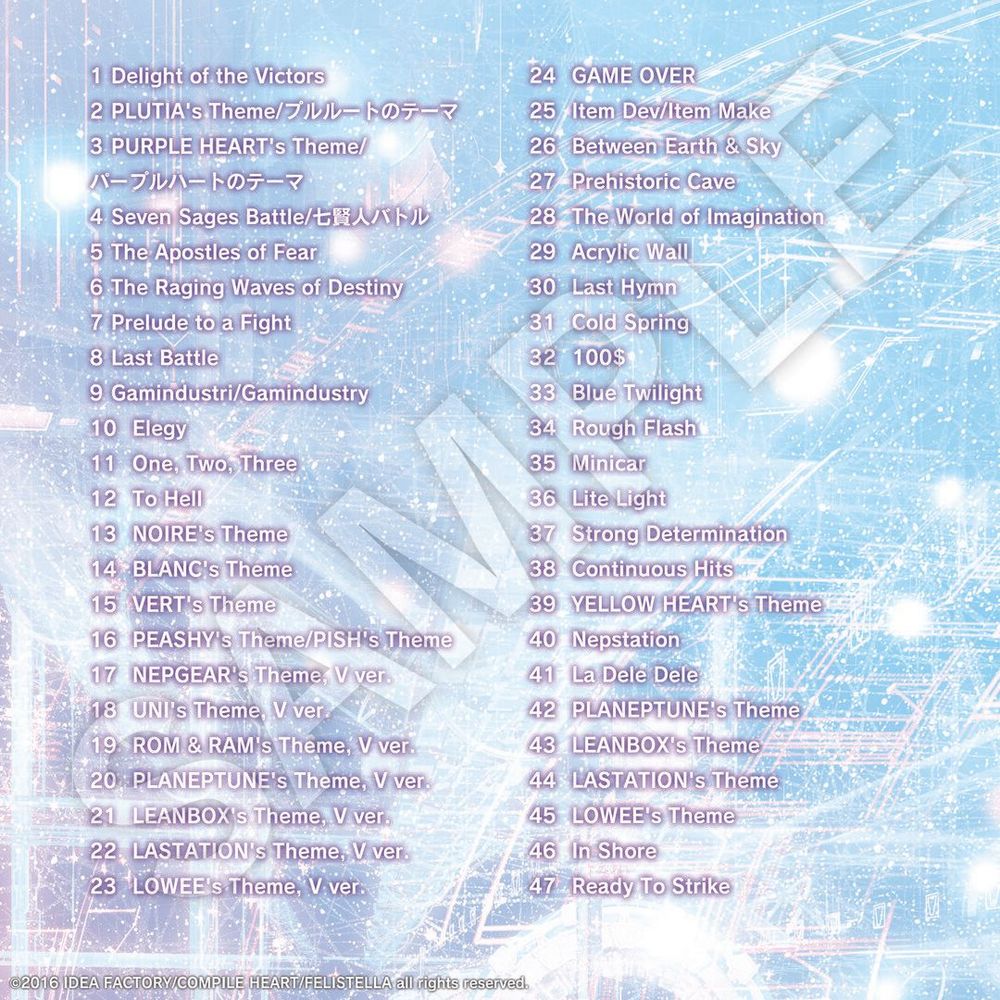 1 Delight of the Victors
2 PLUTIA's Theme/プルルートのテーマ
3 PURPLE HEART's Theme/
パープルハートのテーマ
4 Seven Sages Battle/七賢人バトル
5 The Apostles of Fear
6 The Raging Waves of Destiny
7 Prelude to a Fight
8 Last Battle
9 Gamindustri/Gamindustry
10 Elegy
11 One, Two, Three
12 To Hell
13 NOIRE's Theme
14 BLANC's Theme
15 VERT's Theme
16 PEASHY's Theme/PISH's Theme
17 NEPGEAR's Theme, V ver.
18 UNI's Theme, V ver.
19 ROM & RAM's Theme, V ver.
20 PLANEPTUNE's Theme, V ver.
21 LEANBOX's Theme, V ver.
22 LASTATION's Theme, V ver.
23 LOWEE's Theme, V ver.
24 GAME OVER
25 Item Dev/Item Make
26 Between Earth & Sky
27 Prehistoric Cave
28 The World of Imagination
29 Acrylic Wall
30 Last Hymn
31 Cold Spring
32 100$
33 Blue Twilight
34 Rough Flash
35 Minicar
36 Lite Light
37 Strong Determination
38 Continuous Hits
39 YELLOW HEART's Theme
40 Nepstation
41 La Dele Dele
42 PLANEPTUNE's Theme
43 LEANBOX's Theme
44 LASTATION's Theme
45 LOWEE's Theme
46 In Shore
47 Ready To Strike
SAMPLE
©2016 IDEA FACTORY/COMPILE HEART/FELISTELLA all rights reserved.